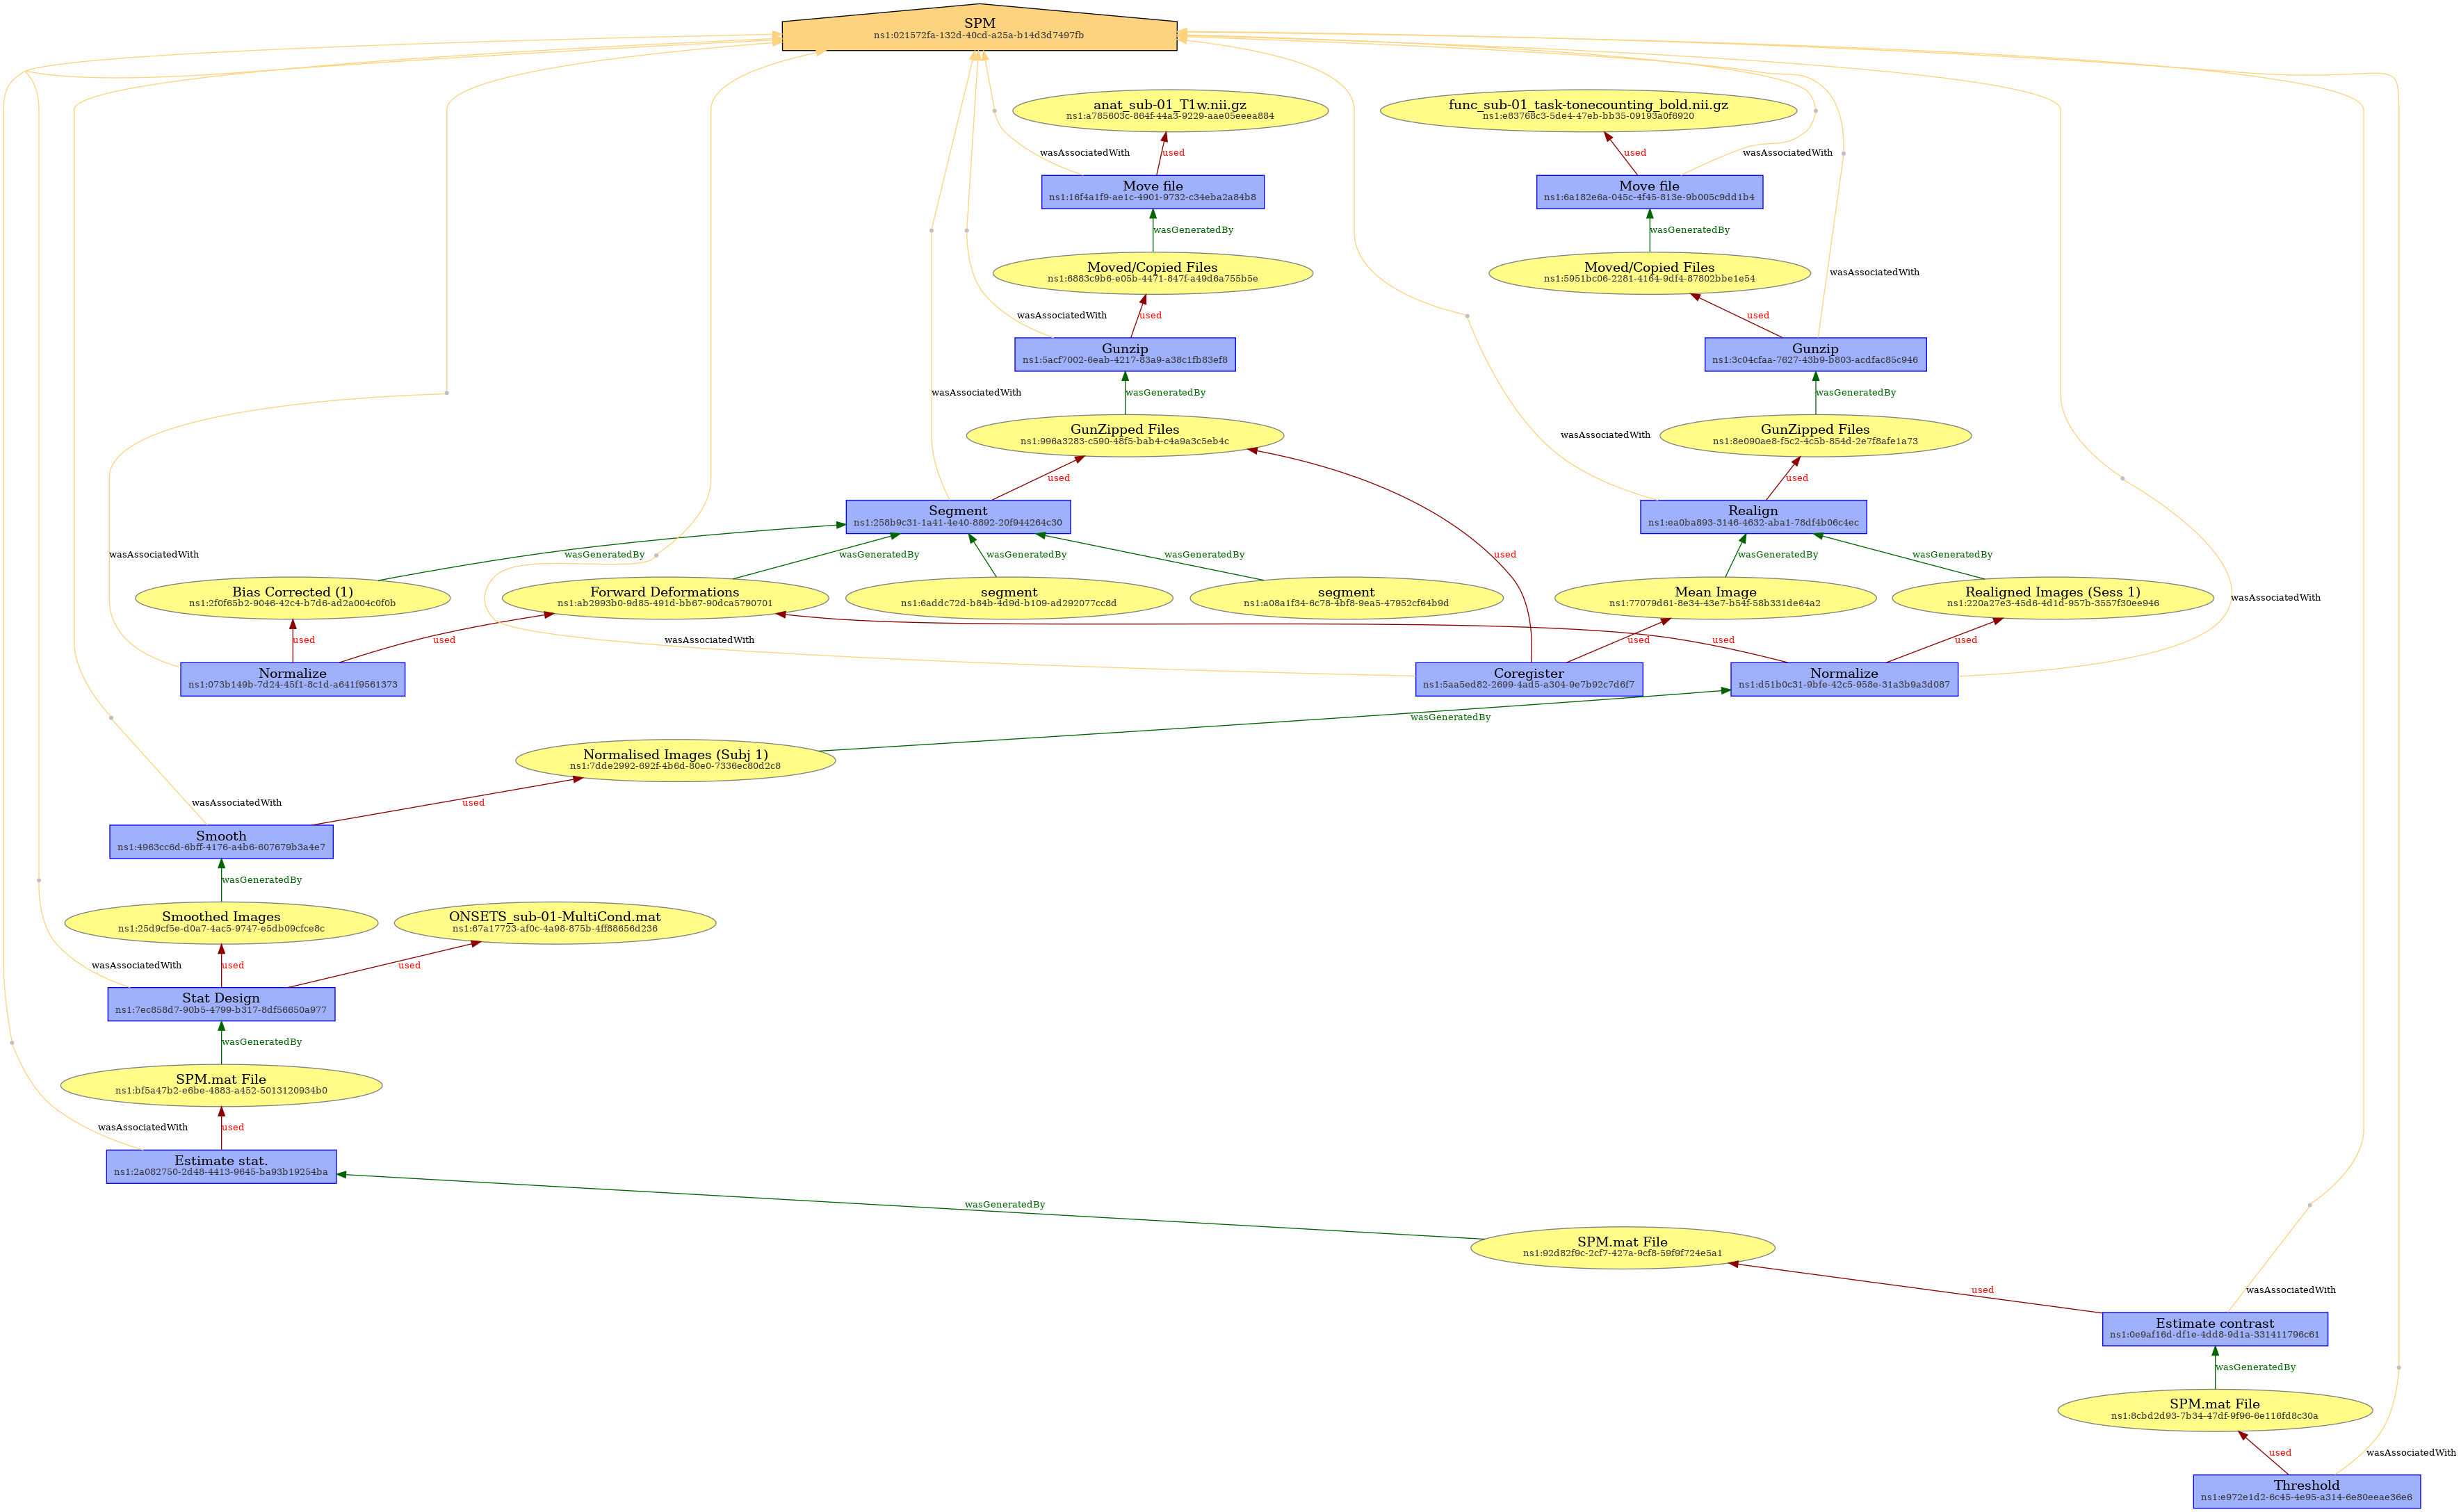 SPM
ns1:021572fa-132d-40cd-a25a-b14d3d7497fb
anat_sub-01_T1w.nii.gz
ns1:a785603c-864f-44a3-9229-aae05eeea884
func_sub-01_task-tonecounting_bold.nii.gz
ns1:e83768c3-5de4-47eb-bb35-09193a0f6920
wasAssociatedWith
used
used
wasAssociatedWith
Move file
ns1:16f4a1f9-ae1c-4901-9732-c34eba2a84b8
Move file
ns1:6a182e6a-045c-4f45-813e-9b005c9dd1b4
wasGeneratedBy
wasGeneratedBy
Moved/Copied Files
ns1:6883c9b6-e05b-4471-847f-a49d6a755b5e
Moved/Copied Files
ns1:5951bc06-2281-4164-9df4-87802bbe1e54
wasAssociatedWith
wasAssociatedWith
used
used
Gunzip
ns1:5acf7002-6eab-4217-83a9-a38c1fb83ef8
Gunzip
ns1:3c04cfaa-7627-43b9-b803-acdfac85c946
wasAssociatedWith
wasGeneratedBy
wasGeneratedBy
GunZipped Files
ns1:996a3283-c590-48f5-bab4-c4a9a3c5eb4c
wasAssociatedWith
GunZipped Files
ns1:8e090ae8-f5c2-4c5b-854d-2e7f8afe1a73
used
used
Segment
ns1:258b9c31-1a41-4e40-8892-20f944264c30
Realign
ns1:ea0ba893-3146-4632-aba1-78df4b06c4ec
wasAssociatedWith
wasGeneratedBy
wasGeneratedBy
wasGeneratedBy
wasGeneratedBy
used
wasGeneratedBy
wasGeneratedBy
Bias Corrected (1)
ns1:2f0f65b2-9046-42c4-b7d6-ad2a004c0f0b
Forward Deformations
ns1:ab2993b0-9d85-491d-bb67-90dca5790701
segment
ns1:6addc72d-b84b-4d9d-b109-ad292077cc8d
segment
ns1:a08a1f34-6c78-4bf8-9ea5-47952cf64b9d
Mean Image
ns1:77079d61-8e34-43e7-b54f-58b331de64a2
Realigned Images (Sess 1)
ns1:220a27e3-45d6-4d1d-957b-3557f30ee946
wasAssociatedWith
used
used
wasAssociatedWith
used
used
used
Normalize
ns1:073b149b-7d24-45f1-8c1d-a641f9561373
Coregister
ns1:5aa5ed82-2699-4ad5-a304-9e7b92c7d6f7
Normalize
ns1:d51b0c31-9bfe-42c5-958e-31a3b9a3d087
wasGeneratedBy
Normalised Images (Subj 1)
ns1:7dde2992-692f-4b6d-80e0-7336ec80d2c8
wasAssociatedWith
used
Smooth
ns1:4963cc6d-6bff-4176-a4b6-607679b3a4e7
wasGeneratedBy
Smoothed Images
ns1:25d9cf5e-d0a7-4ac5-9747-e5db09cfce8c
ONSETS_sub-01-MultiCond.mat
ns1:67a17723-af0c-4a98-875b-4ff88656d236
wasAssociatedWith
used
used
Stat Design
ns1:7ec858d7-90b5-4799-b317-8df56650a977
wasGeneratedBy
SPM.mat File
ns1:bf5a47b2-e6be-4883-a452-5013120934b0
wasAssociatedWith
used
Estimate stat.
ns1:2a082750-2d48-4413-9645-ba93b19254ba
wasGeneratedBy
SPM.mat File
ns1:92d82f9c-2cf7-427a-9cf8-59f9f724e5a1
used
wasAssociatedWith
Estimate contrast
ns1:0e9af16d-df1e-4dd8-9d1a-331411796c61
wasGeneratedBy
SPM.mat File
ns1:8cbd2d93-7b34-47df-9f96-6e116fd8c30a
used
wasAssociatedWith
Threshold
ns1:e972e1d2-6c45-4e95-a314-6e80eeae36e6